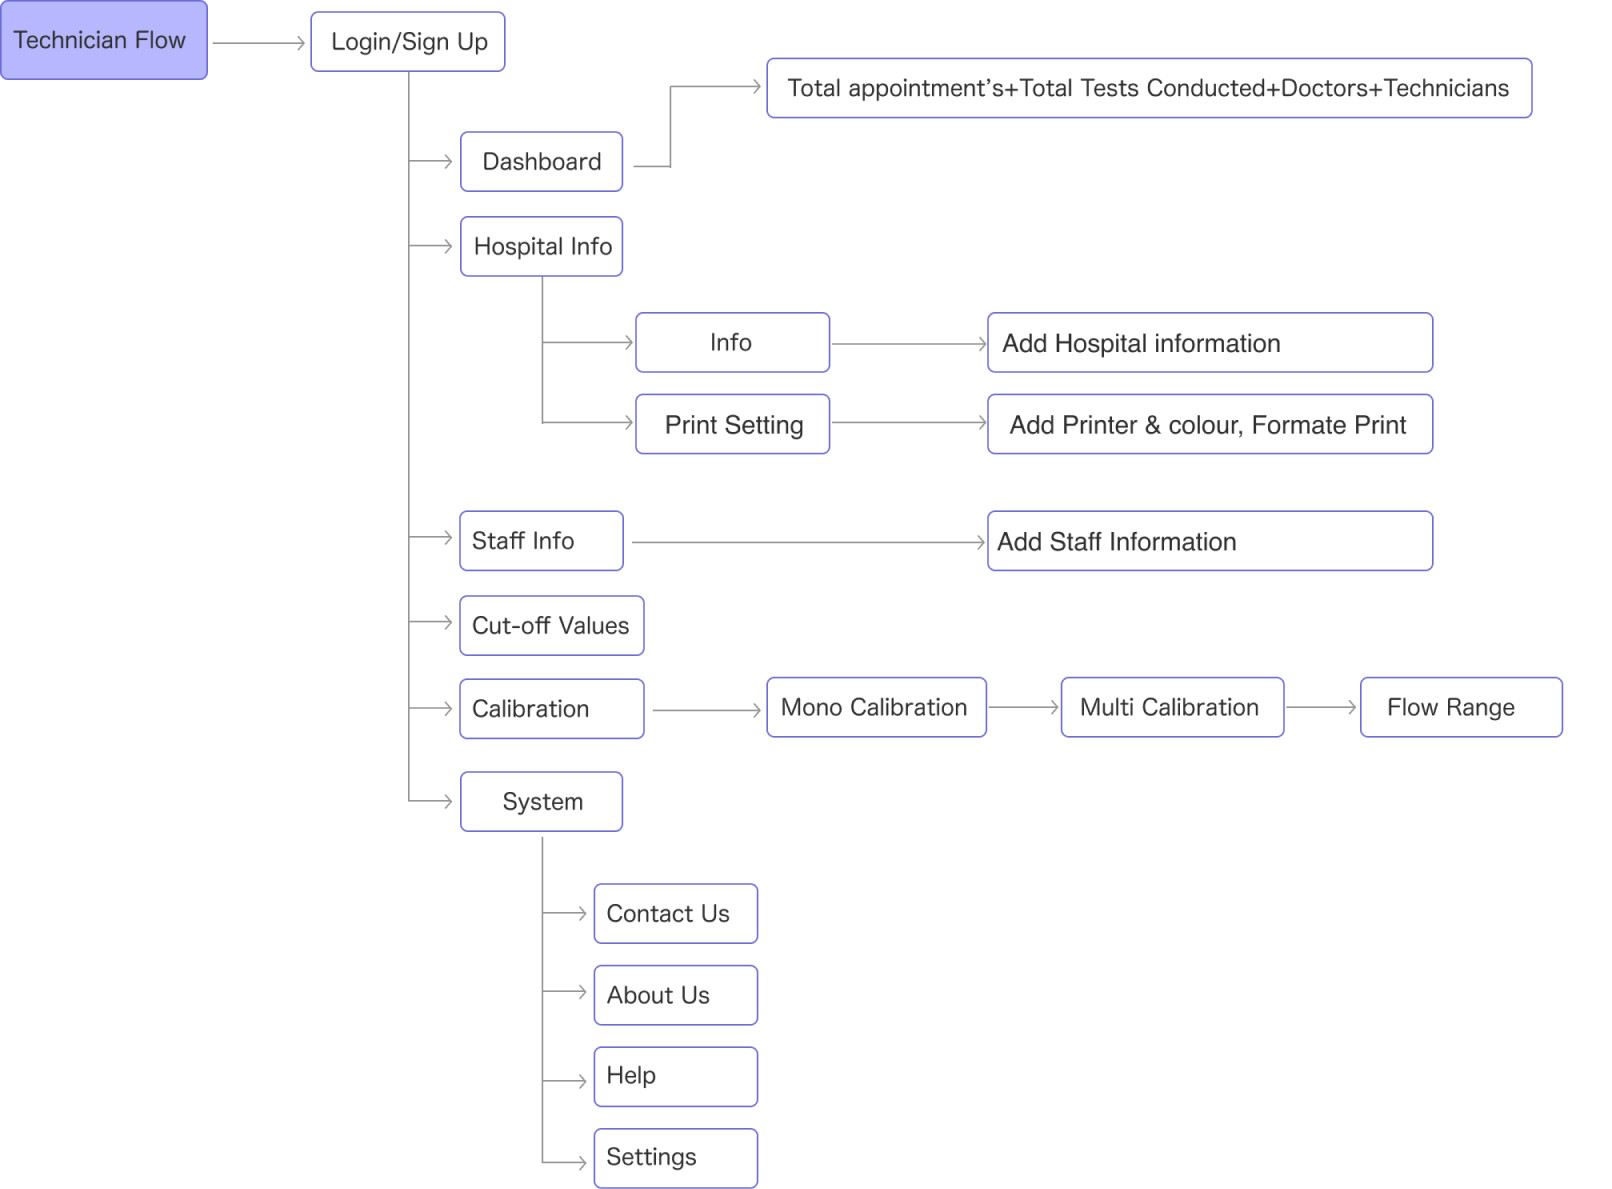 Technician Flow
Login/Sign Up
Total appointment’s+Total Tests Conducted+Doctors+Technicians
Dashboard
Hospital Info
Info
Add Hospital information
Print Setting
Add Printer & colour, Formate Print
Staff Info
Add Staff Information
Cut-off Values
Calibration
Mono Calibration
Multi Calibration
Flow Range
System
Contact Us
About Us
Help
Settings